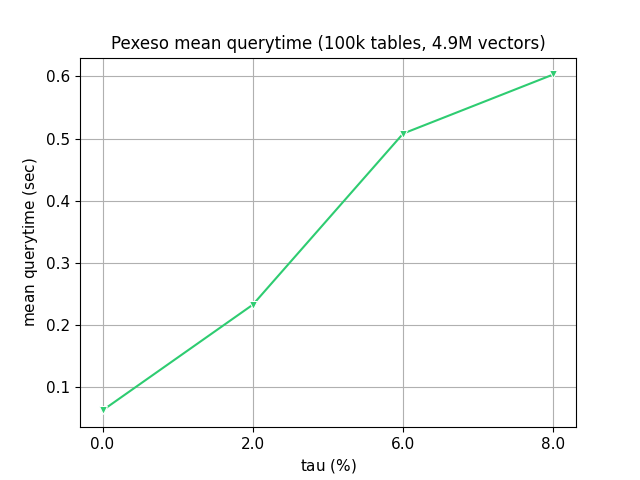 Pexeso mean querytime (100k tables, 4.9M vectors)
0.6
0.5
0.4
0.3
0.2
0.1
mean querytime (sec)
0.0 2.0 6.0 8.0
tau (%)